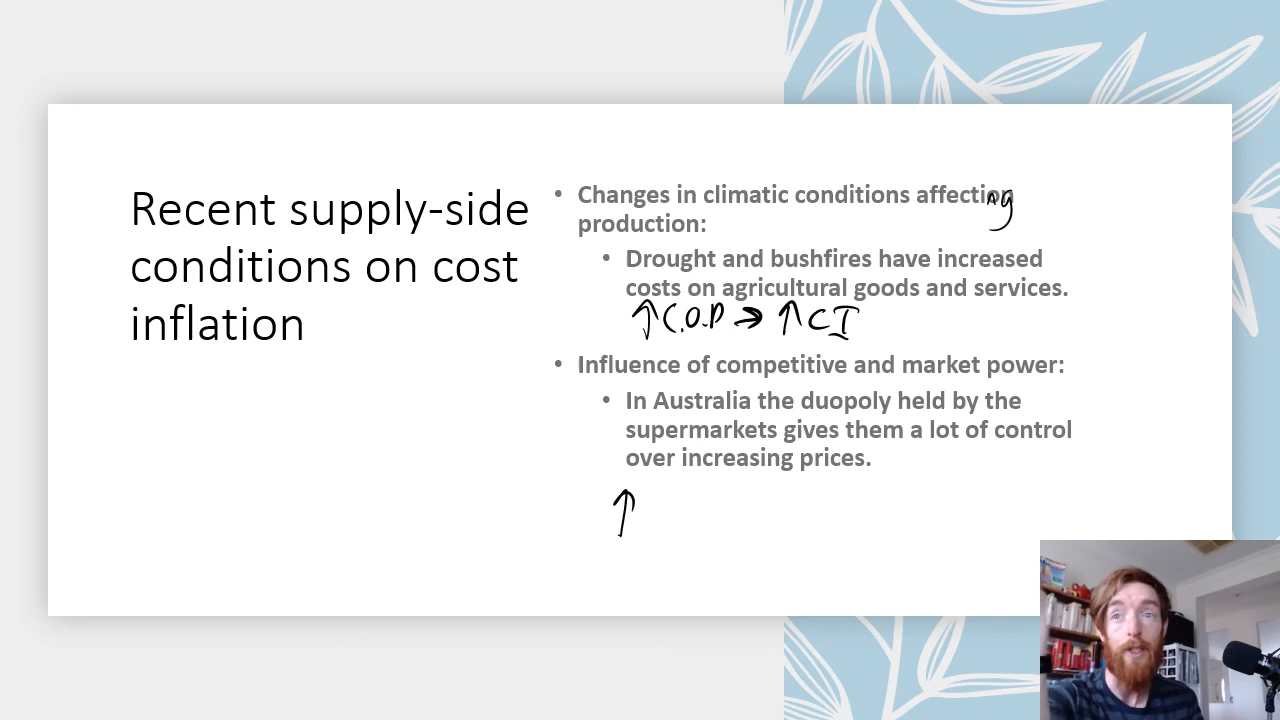 Recent supply-side
conditions on cost
inflation
• Changes in climatic conditions affecting
production:
• Drought and bushfires have increased
costs on agricultural goods and services.
↑ C.O.P → ↑ C I
• Influence of competitive and market power:
• In Australia the duopoly held by the
supermarkets gives them a lot of control
over increasing prices.
↑